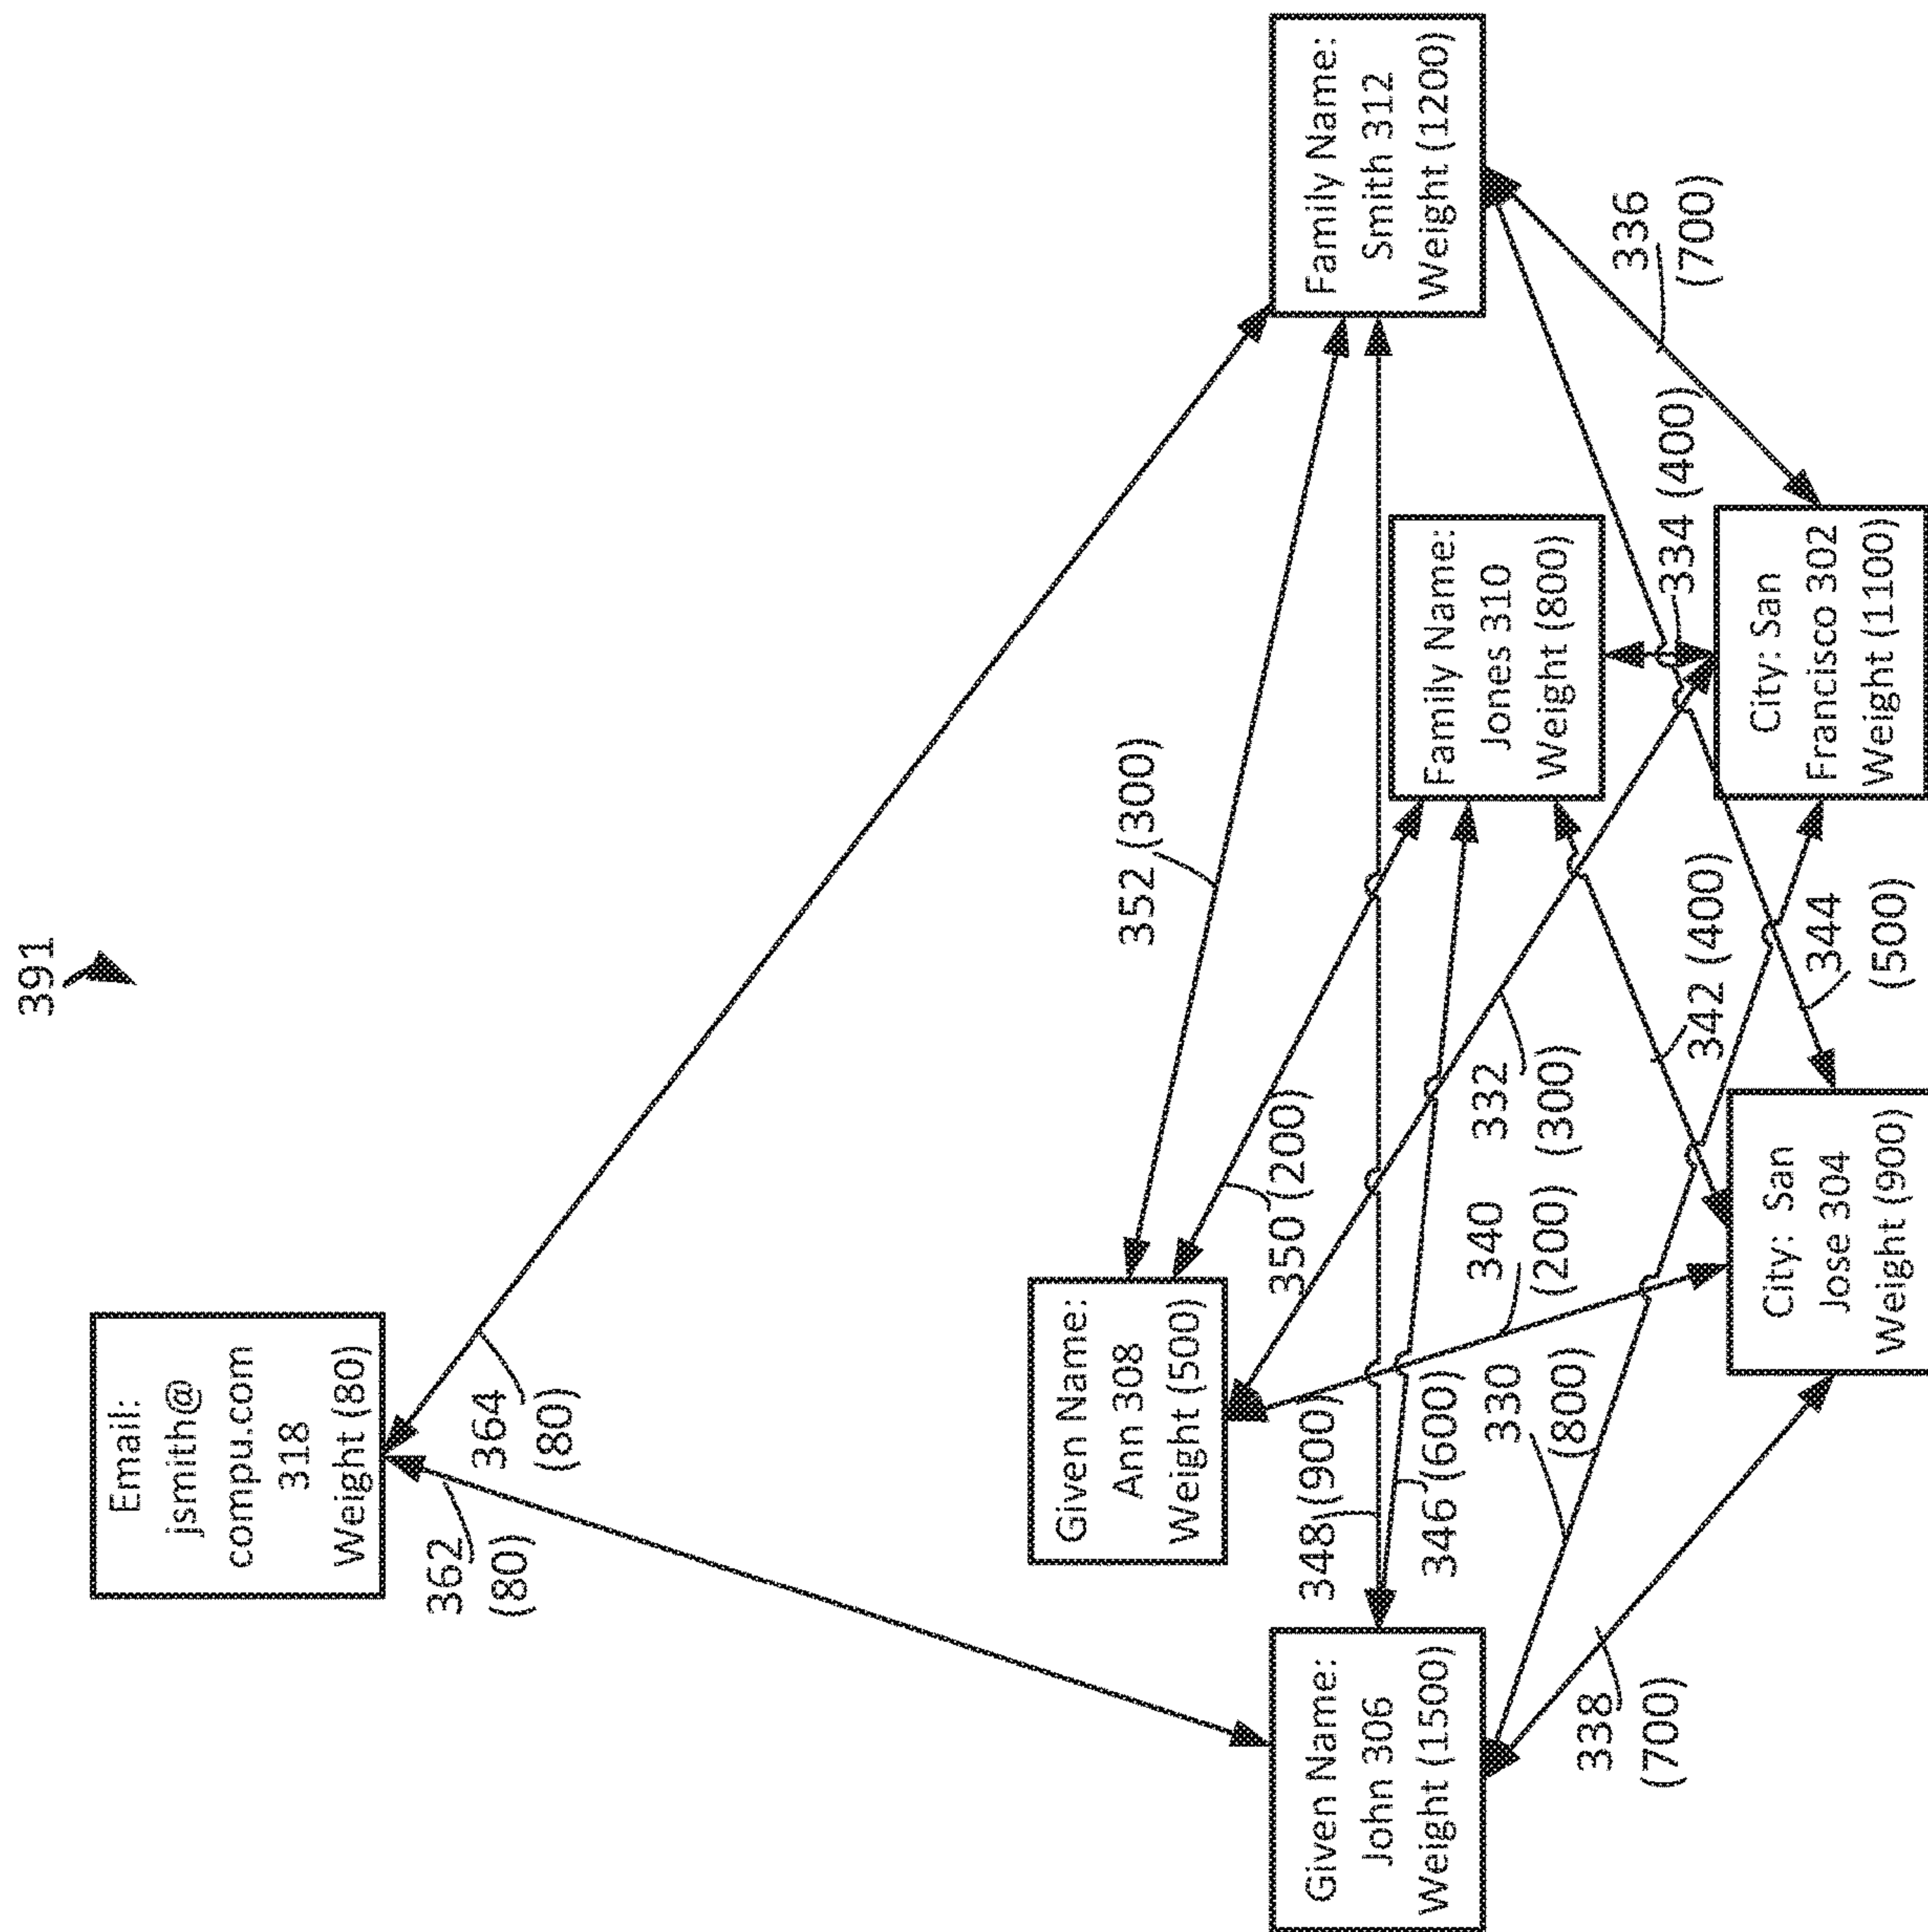 391
Email:
jsmith@
compu.com
318
Weight (80)
362
(80)
364
(80)
352 (300)
Given Name:
Ann 308
Weight (500)
350 (200)
Given Name:
John 306
Weight (1500)
Family Name:
Smith 312
Weight (1200)
348 (900)
346 (600)
Family Name:
Jones 310
Weight (800)
340
(200)
332
(300)
330
(800)
338
(700)
342 (400)
334 (400)
336
(700)
344
(500)
City: San
Jose 304
Weight (900)
City: San
Francisco 302
Weight (1100)